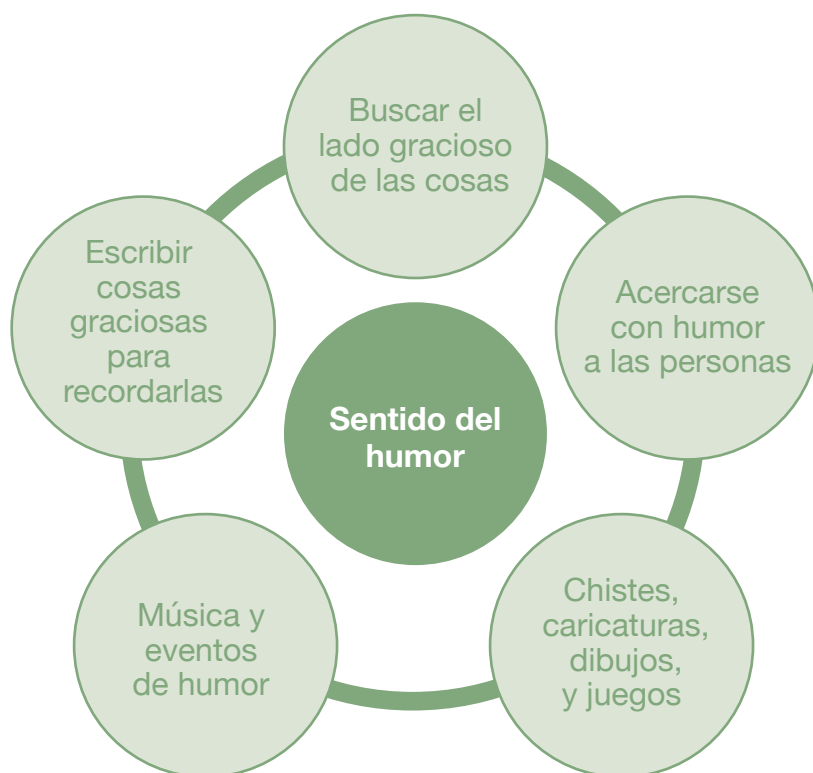 Buscar el
lado gracioso
de las cosas
Acercarse
con humor
a las personas
Chistes,
caricaturas,
dibujos,
y juegos
Música y
eventos
de humor
Escribir
cosas
graciosas
para
recordarlas
Sentido del
humor